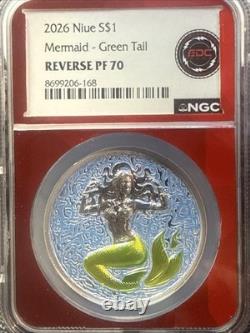 2026 Niue S$1
Mermaid - Green Tail
REVERSE PF 70
8699206-168
EDC
NGC